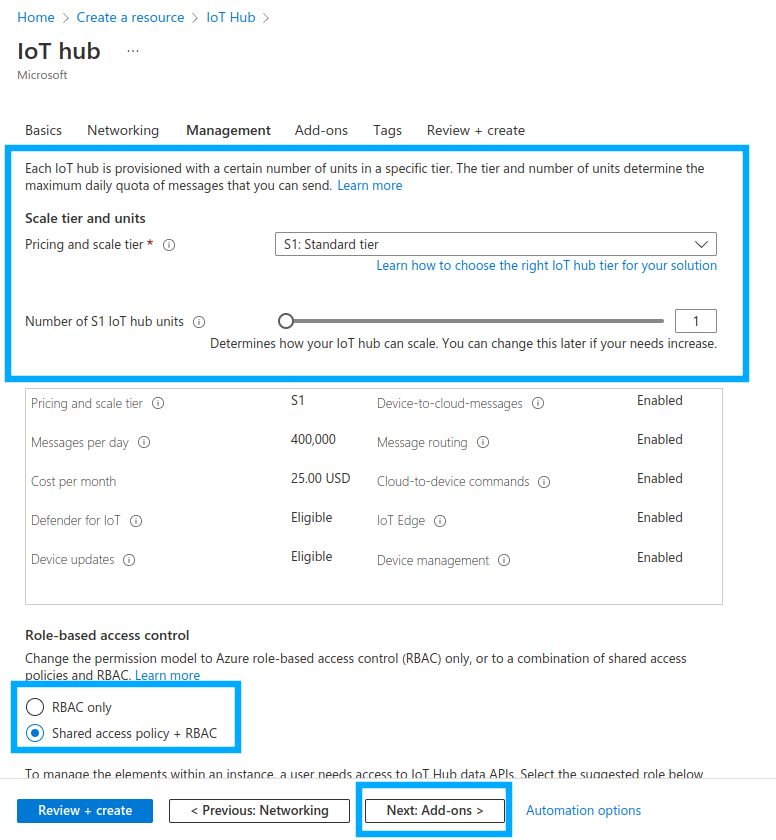 Home > Create a resource > IoT Hub >
IoT hub ...
Microsoft
Basics Networking Management Add-ons Tags Review + create
Each IoT hub is provisioned with a certain number of units in a specific tier. The tier and number of units determine the
maximum daily quota of messages that you can send. Learn more
Scale tier and units
Pricing and scale tier *
S1: Standard tier
Learn how to choose the right IoT hub tier for your solution
Number of S1 IoT hub units
1
Determines how your IoT hub can scale. You can change this later if your needs increase.
Pricing and scale tier S1 Device-to-cloud-messages Enabled
Messages per day 400,000 Message routing Enabled
Cost per month 25.00 USD Cloud-to-device commands Enabled
Defender for IoT Eligible IoT Edge Enabled
Device updates Eligible Device management Enabled
Role-based access control
Change the permission model to Azure role-based access control (RBAC) only, or to a combination of shared access
policies and RBAC. Learn more
RBAC only
Shared access policy + RBAC
To manage the elements within an instance, a user needs access to IoT Hub data APIs. Select the suggested role below
Review + create < Previous: Networking Next: Add-ons > Automation options